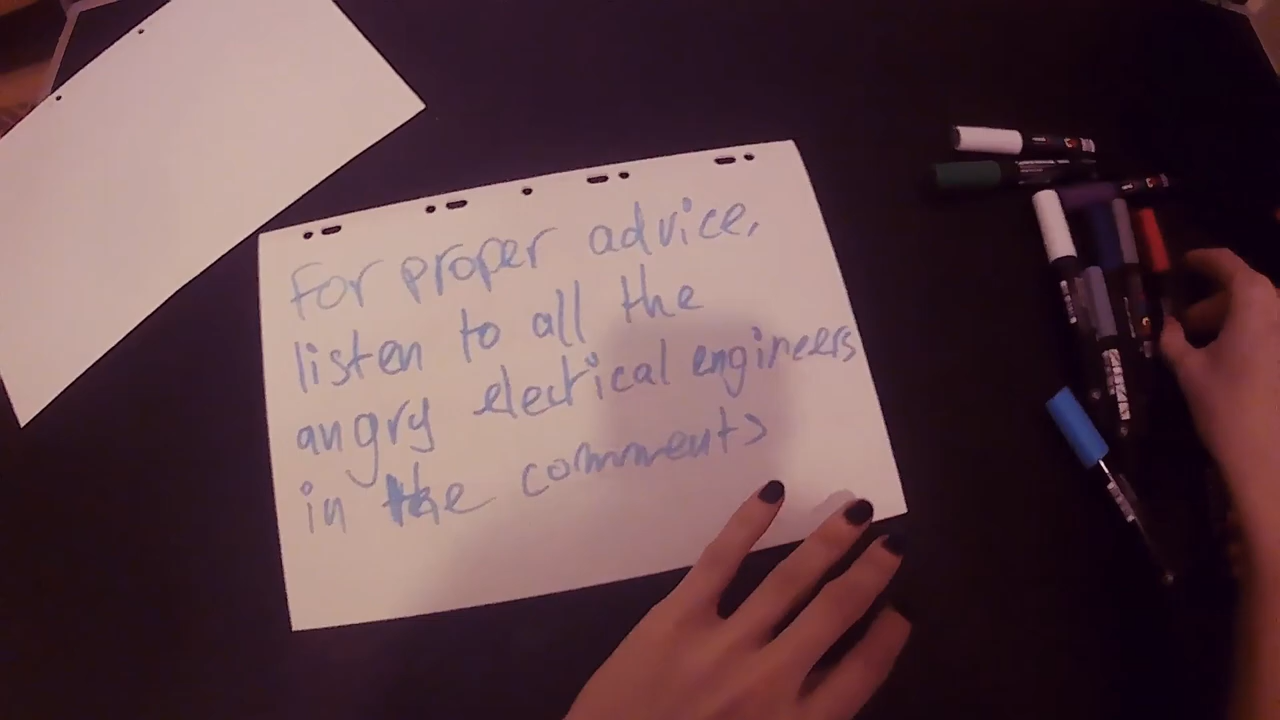 For proper advice,
listen to all the
angry electrical engineers
in the comments